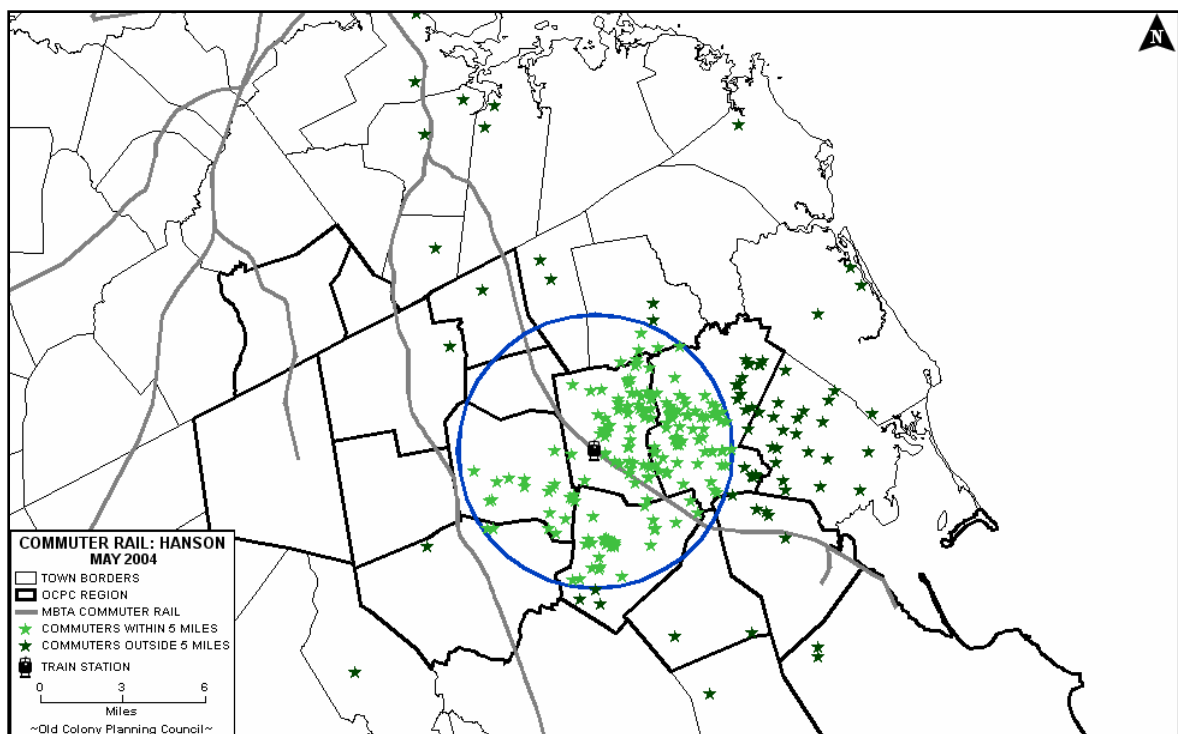 N
COMMUTER RAIL: HANSON
MAY 2004
TOWN BORDERS
OCPC REGION
MBTA COMMUTER RAIL
COMMUTERS WITHIN 5 MILES
COMMUTERS OUTSIDE 5 MILES
TRAIN STATION
0 3 6
Miles
~Old Colony Planning Council~